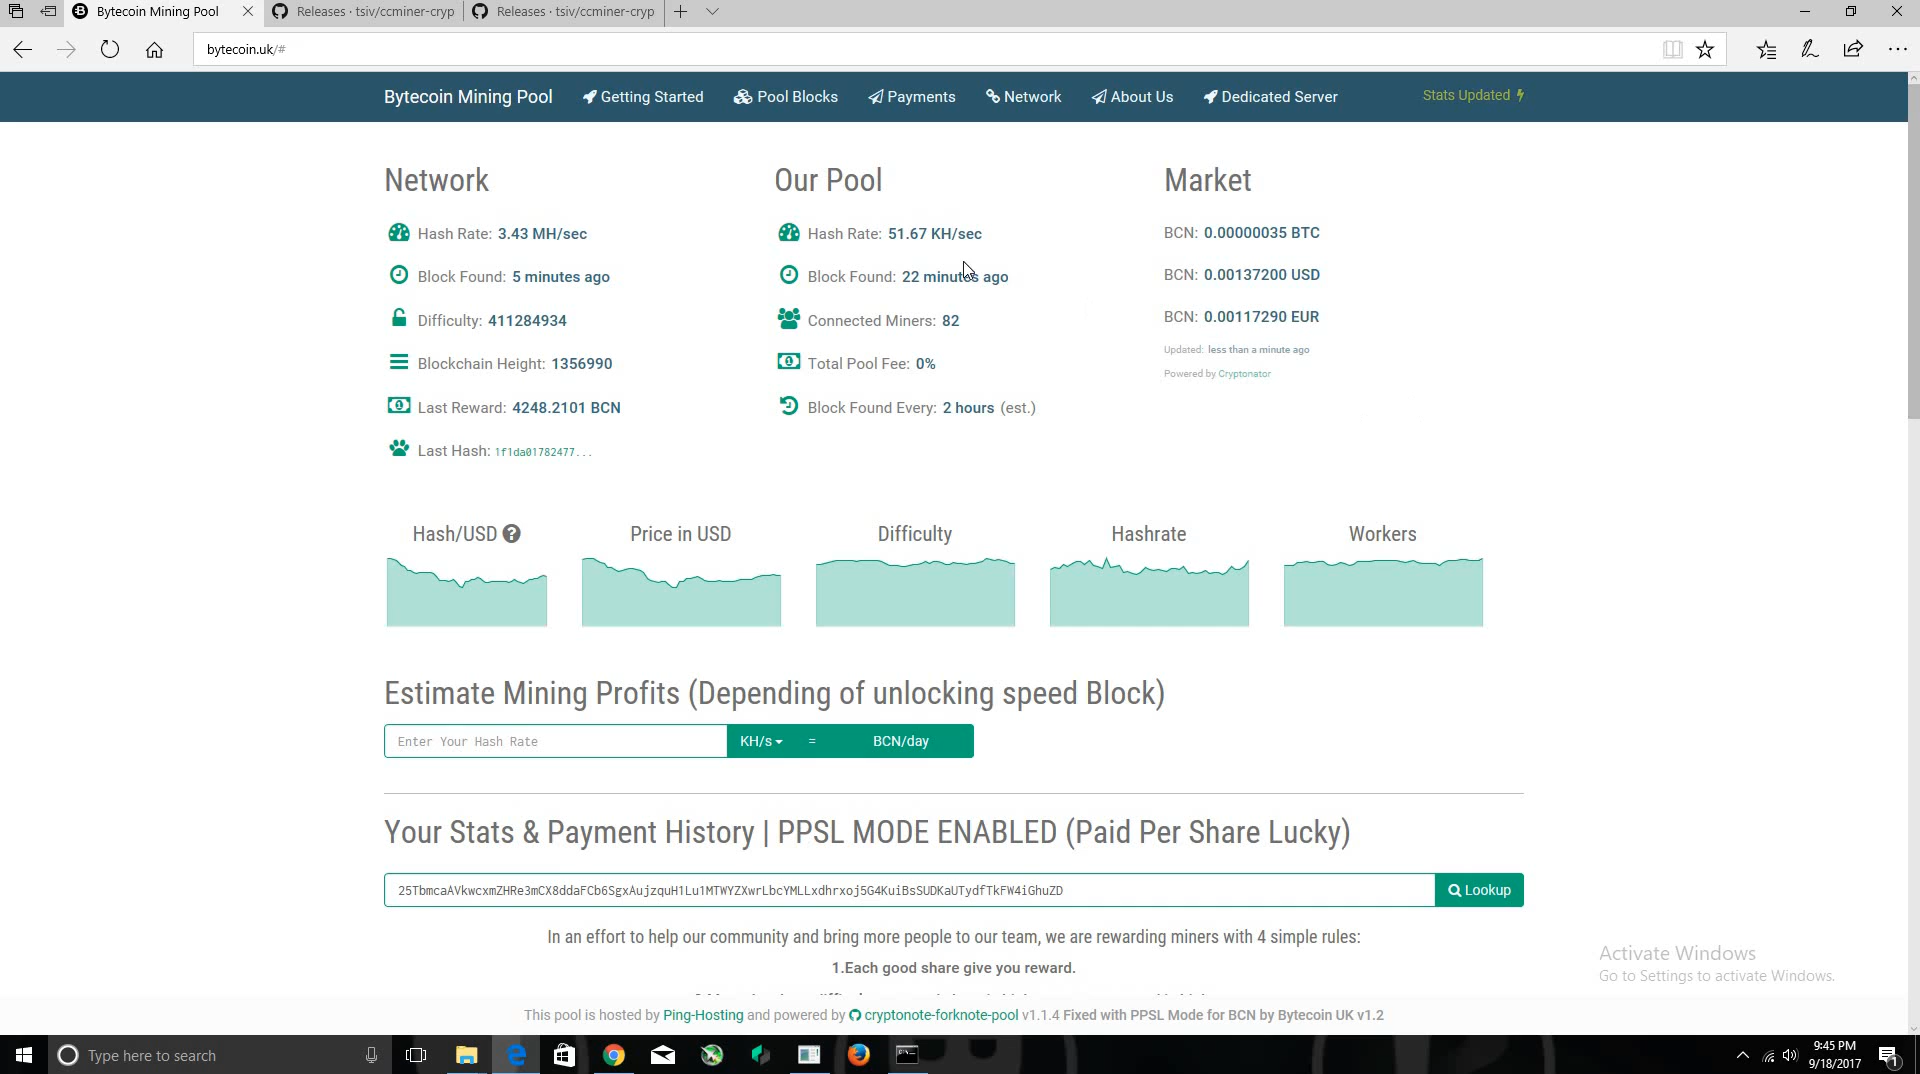 Bytecoin Mining Pool
Releases · tsiv/ccminer-cryp
Releases · tsiv/ccminer-cryp
bytecoin.uk/#
Bytecoin Mining Pool Getting Started Pool Blocks Payments Network About Us Dedicated Server Stats Updated
Network
Hash Rate: 3.43 MH/sec
Block Found: 5 minutes ago
Difficulty: 411284934
Blockchain Height: 1356990
Last Reward: 4248.2101 BCN
Last Hash: 1f1da01782477...
Our Pool
Hash Rate: 51.67 KH/sec
Block Found: 22 minutes ago
Connected Miners: 82
Total Pool Fee: 0%
Block Found Every: 2 hours (est.)
Market
BCN: 0.00000035 BTC
BCN: 0.00137200 USD
BCN: 0.00117290 EUR
Updated: less than a minute ago
Powered by Cryptonator
Hash/USD ?
Price in USD
Difficulty
Hashrate
Workers
Estimate Mining Profits (Depending of unlocking speed Block)
Enter Your Hash Rate KH/s = BCN/day
Your Stats & Payment History | PPSL MODE ENABLED (Paid Per Share Lucky)
25TbmcaAVkwcxmZHRe3mCX8ddaFCb6SgxAujzquH1Lu1MTWYZXwrLbcYMLLxdhrxoj5G4KuiBsSUDKaUTydfTkFW4iGhuZD Lookup
In an effort to help our community and bring more people to our team, we are rewarding miners with 4 simple rules:
1.Each good share give you reward.
Activate Windows
Go to Settings to activate Windows.
This pool is hosted by Ping-Hosting and powered by cryptonote-forknote-pool v1.1.4 Fixed with PPSL Mode for BCN by Bytecoin UK v1.2
Type here to search
9:45 PM
9/18/2017
1